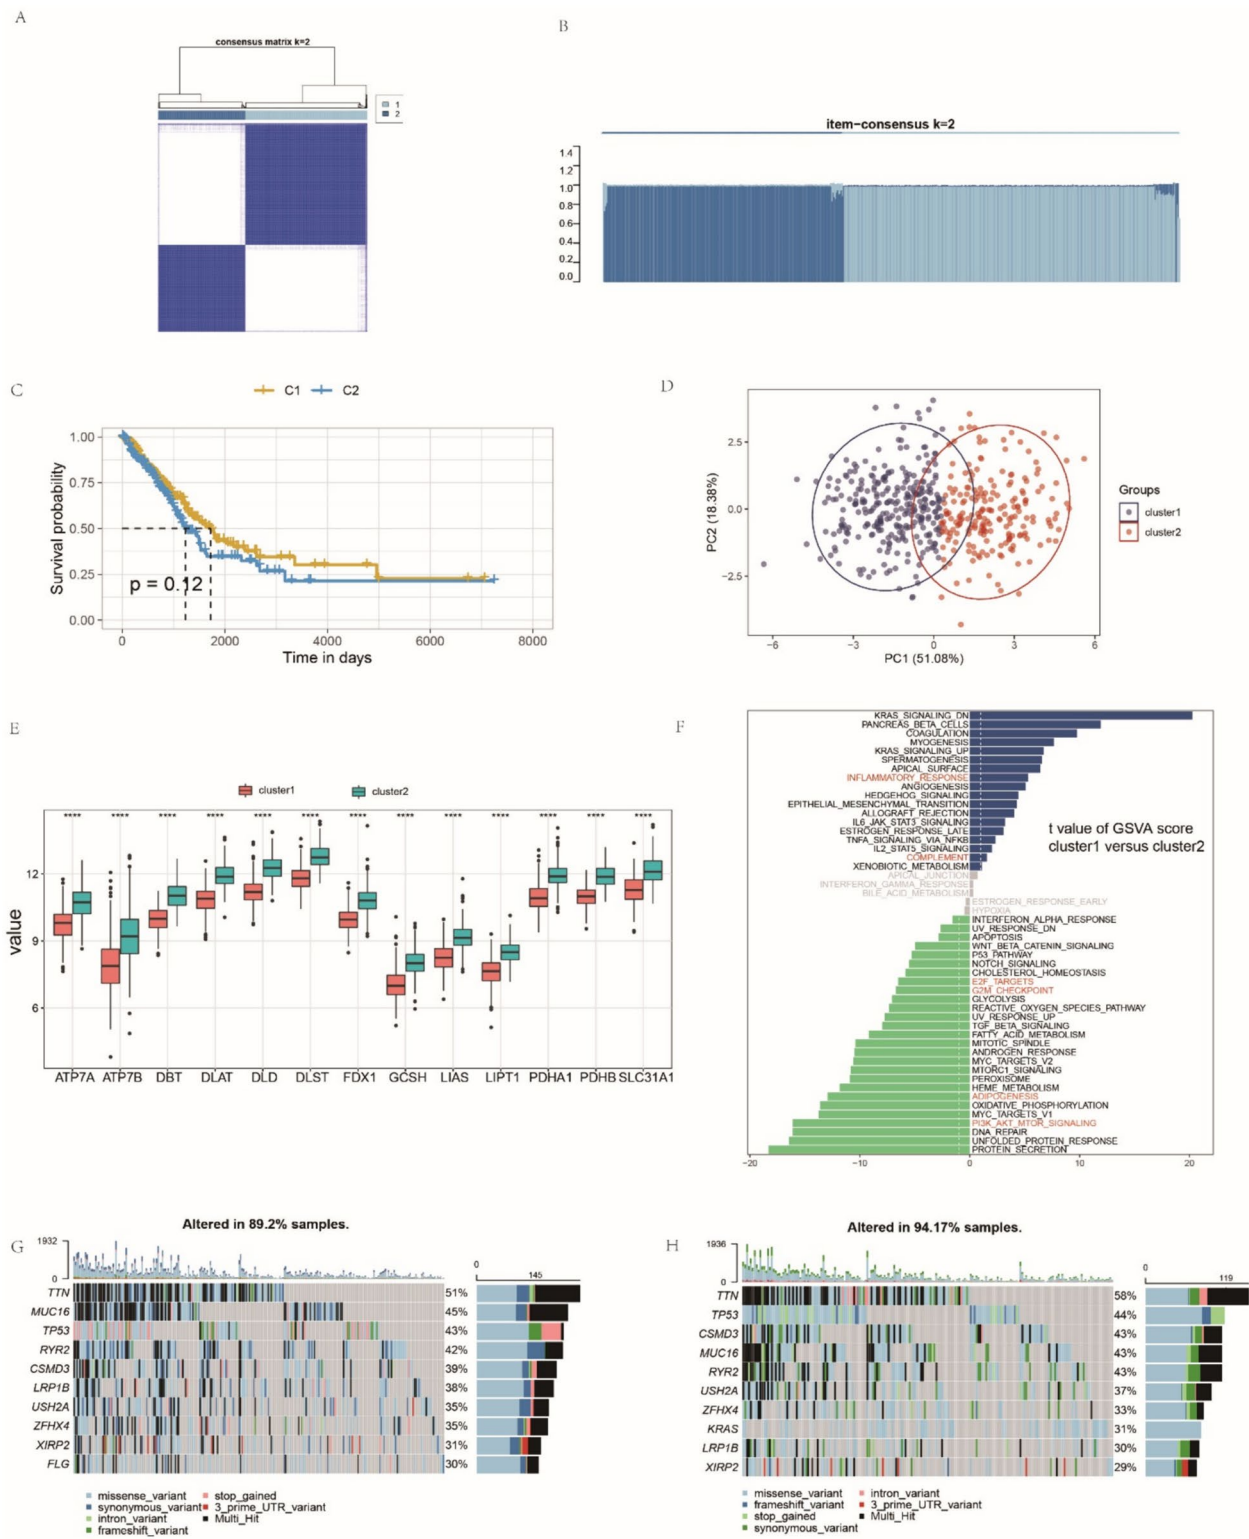 A
consensus matrix k=2
1
2
B
item-consensus k=2
1.4
1.2
1.0
0.8
0.6
0.4
0.2
0.0
C
C1 C2
Survival probability
1.00
0.75
0.50
0.25
0.00
p = 0.12
0 2000 4000 6000 8000
Time in days
D
PC2 (18.38%)
2.5
0.0
−2.5
−6 −3 0 3 6
PC1 (51.08%)
Groups
cluster1
cluster2
E
cluster1 cluster2
value
12
9
6
**** **** **** **** **** **** **** **** **** **** **** **** ****
ATP7A ATP7B DBT DLAT DLD DLST FDX1 GCSH LIAS LIPT1 PDHA1 PDHB SLC31A1
F
KRAS_SIGNALING_DN
PANCREAS_BETA_CELLS
COAGULATION
MYOGENESIS
KRAS_SIGNALING_UP
SPERMATOGENESIS
APICAL_SURFACE
INFLAMMATORY_RESPONSE
ANGIOGENESIS
HEDGEHOG_SIGNALING
EPITHELIAL_MESENCHYMAL_TRANSITION
ALLOGRAFT_REJECTION
IL6_JAK_STAT3_SIGNALING
ESTROGEN_RESPONSE_LATE
TNFA_SIGNALING_VIA_NFKB
IL2_STAT5_SIGNALING
COMPLEMENT
XENOBIOTIC_METABOLISM
APICAL_JUNCTION
INTERFERON_GAMMA_RESPONSE
BILE_ACID_METABOLISM
t value of GSVA score
cluster1 versus cluster2
ESTROGEN_RESPONSE_EARLY
HYPOXIA
INTERFERON_ALPHA_RESPONSE
UV_RESPONSE_DN
APOPTOSIS
WNT_BETA_CATENIN_SIGNALING
P53_PATHWAY
NOTCH_SIGNALING
CHOLESTEROL_HOMEOSTASIS
E2F_TARGETS
G2M_CHECKPOINT
GLYCOLYSIS
REACTIVE_OXYGEN_SPECIES_PATHWAY
UV_RESPONSE_UP
TGF_BETA_SIGNALING
FATTY_ACID_METABOLISM
MITOTIC_SPINDLE
ANDROGEN_RESPONSE
MYC_TARGETS_V2
MTORC1_SIGNALING
PEROXISOME
HEME_METABOLISM
ADIPOGENESIS
OXIDATIVE_PHOSPHORYLATION
MYC_TARGETS_V1
PI3K_AKT_MTOR_SIGNALING
DNA_REPAIR
UNFOLDED_PROTEIN_RESPONSE
PROTEIN_SECRETION
−20 −10 0 10 20
G
Altered in 89.2% samples.
1932
0
0 145
TTN 51%
MUC16 45%
TP53 43%
RYR2 42%
CSMD3 39%
LRP1B 38%
USH2A 35%
ZFHX4 35%
XIRP2 31%
FLG 30%
missense_variant stop_gained
synonymous_variant 3_prime_UTR_variant
intron_variant Multi_Hit
frameshift_variant
H
Altered in 94.17% samples.
1936
0
0 119
TTN 58%
TP53 44%
CSMD3 43%
MUC16 43%
RYR2 43%
USH2A 37%
ZFHX4 33%
KRAS 31%
LRP1B 30%
XIRP2 29%
missense_variant intron_variant
frameshift_variant 3_prime_UTR_variant
stop_gained Multi_Hit
synonymous_variant